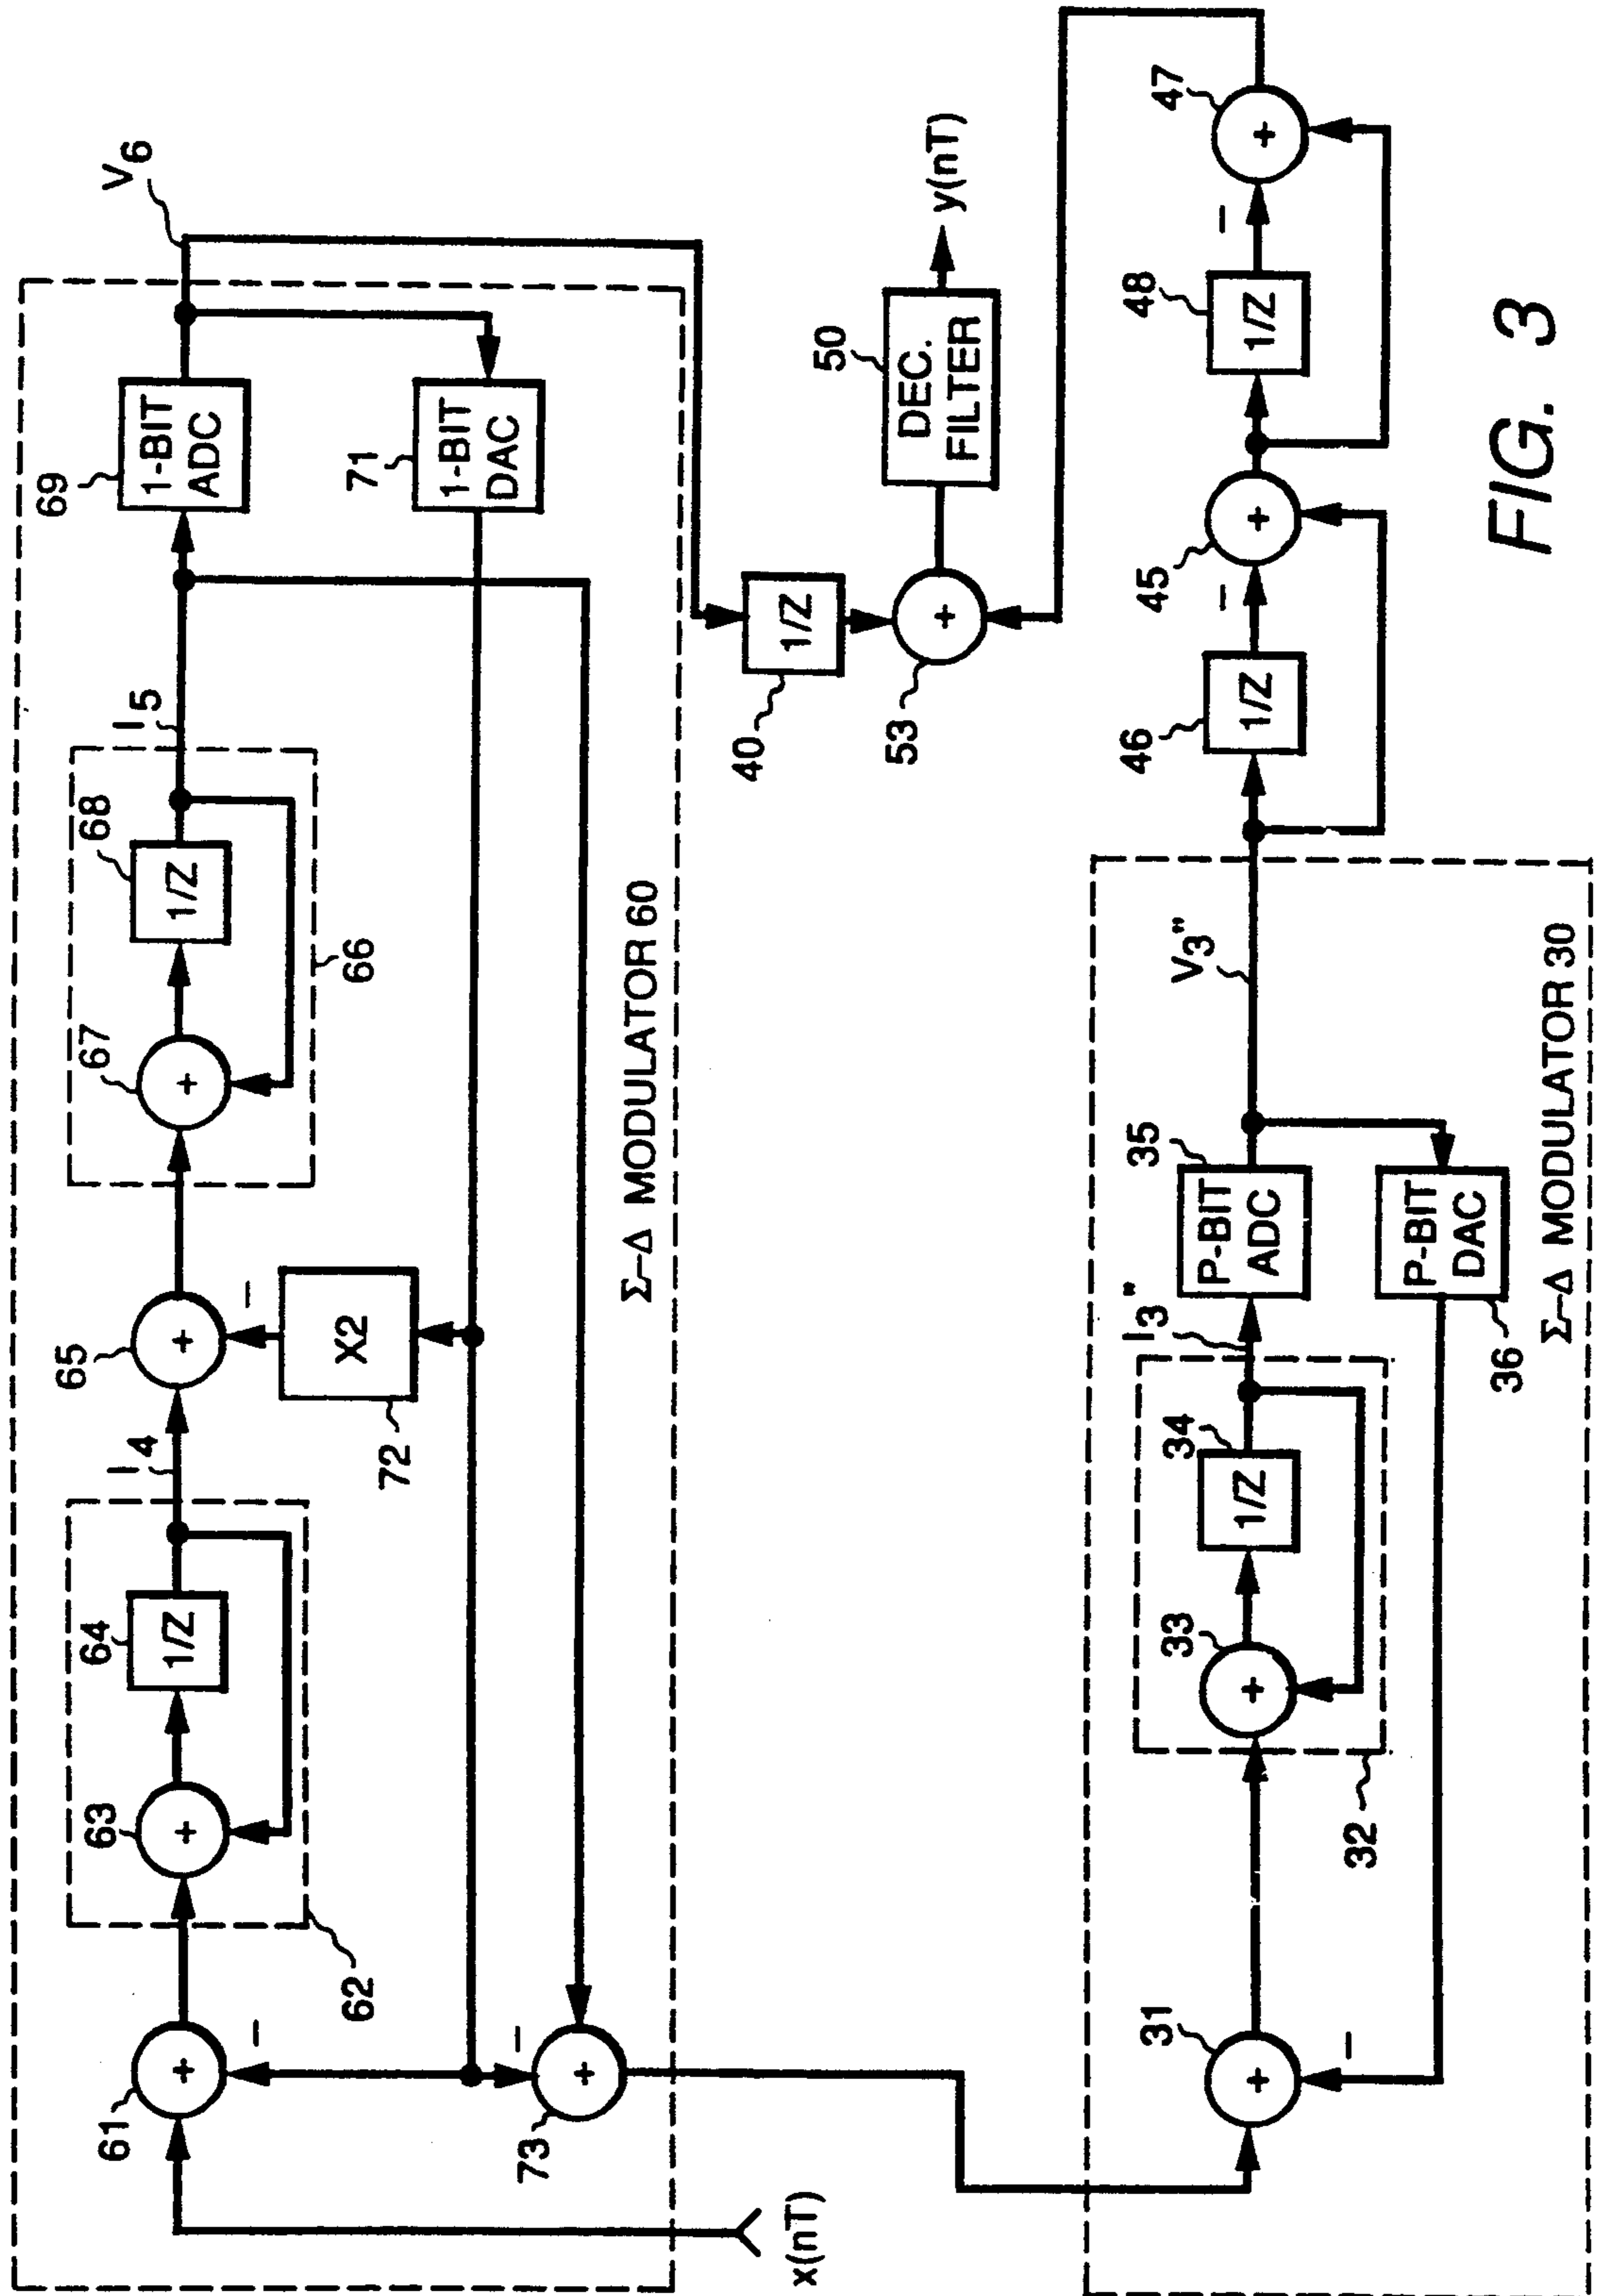 x(nT)
61
+
−
62
63
+
64
1/Z
I4
65
+
−
X2
72
66
67
+
68
1/Z
I5
69
1-BIT
ADC
71
1-BIT
DAC
V6
73
+
−
Σ–Δ MODULATOR 60
40
1/Z
53
+
50
DEC.
FILTER
y(nT)
31
+
−
32
33
+
34
1/Z
I3"
35
P-BIT
ADC
36
P-BIT
DAC
V3"
Σ–Δ MODULATOR 30
46
1/Z
−
45
+
48
1/Z
−
47
+
FIG. 3